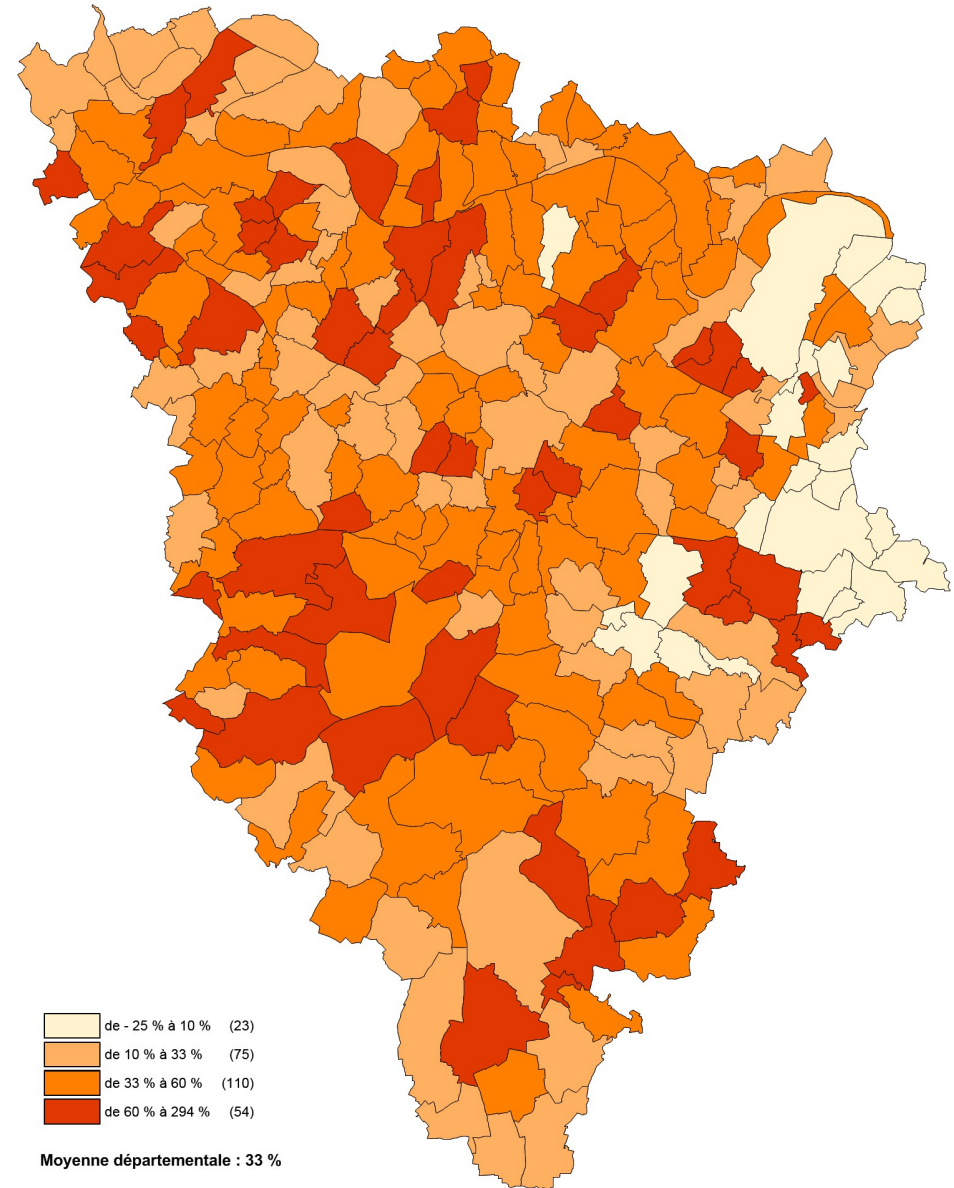 de - 25 % à 10 % (23)
de 10 % à 33 % (75)
de 33 % à 60 % (110)
de 60 % à 294 % (54)
Moyenne départementale : 33 %